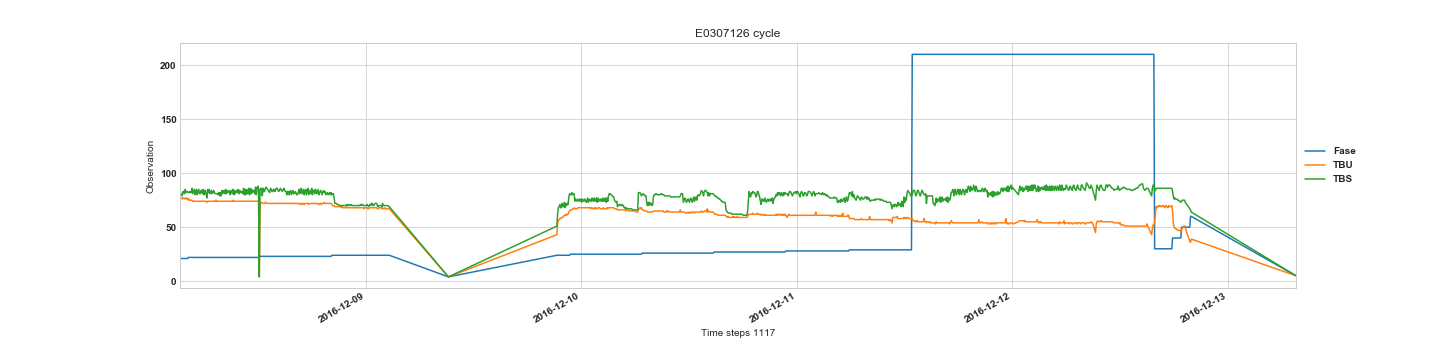 E0307126 cycle
Observation
200
150
100
50
0
2016-12-09
2016-12-10
2016-12-11
2016-12-12
2016-12-13
Time steps 1117
Fase
TBU
TBS